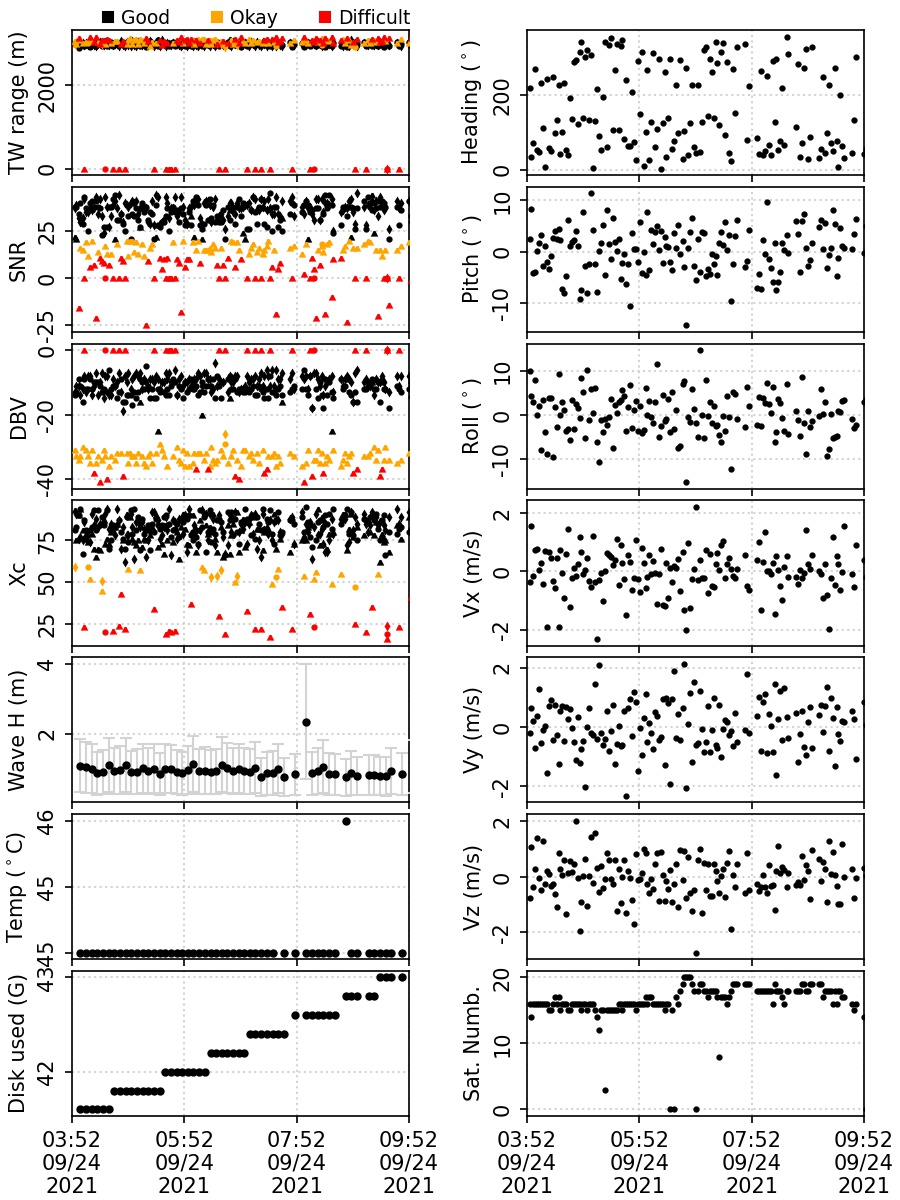 Good Okay Difficult
TW range (m)
2000
0
Heading (°)
200
0
SNR
25
0
-25
Pitch (°)
10
0
-10
DBV
0
-20
-40
Roll (°)
10
0
-10
Xc
75
50
25
Vx (m/s)
2
0
-2
Wave H (m)
4
2
Vy (m/s)
2
0
-2
Temp (°C)
46
45
45
Vz (m/s)
2
0
-2
Disk used (G)
43
42
Sat. Numb.
20
10
0
03:52 05:52 07:52 09:52
09/24 09/24 09/24 09/24
2021 2021 2021 2021
03:52 05:52 07:52 09:52
09/24 09/24 09/24 09/24
2021 2021 2021 2021